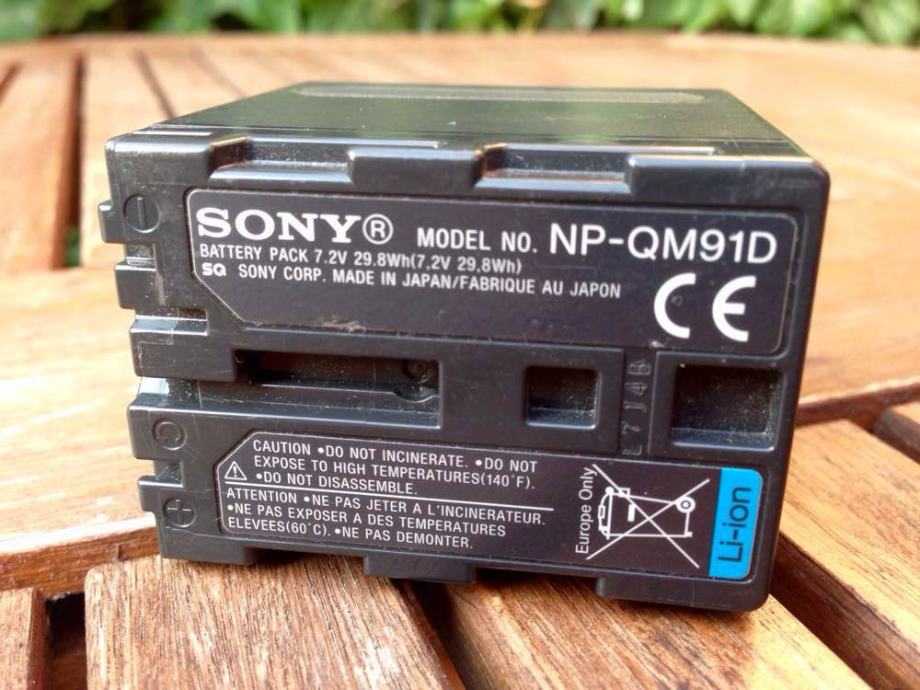 SONY® MODEL NO. NP-QM91D
BATTERY PACK 7.2V 29.8Wh(7,2V 29,8Wh)
SQ SONY CORP. MADE IN JAPAN/FABRIQUE AU JAPON
CE
C
CAUTION •DO NOT INCINERATE. •DO NOT
EXPOSE TO HIGH TEMPERATURES(140°F).
•DO NOT DISASSEMBLE.
ATTENTION •NE PAS JETER A L'INCINERATEUR.
•NE PAS EXPOSER A DES TEMPERATURES
ELEVEES(60°C). •NE PAS DEMONTER.
Europe Only
Li-ion